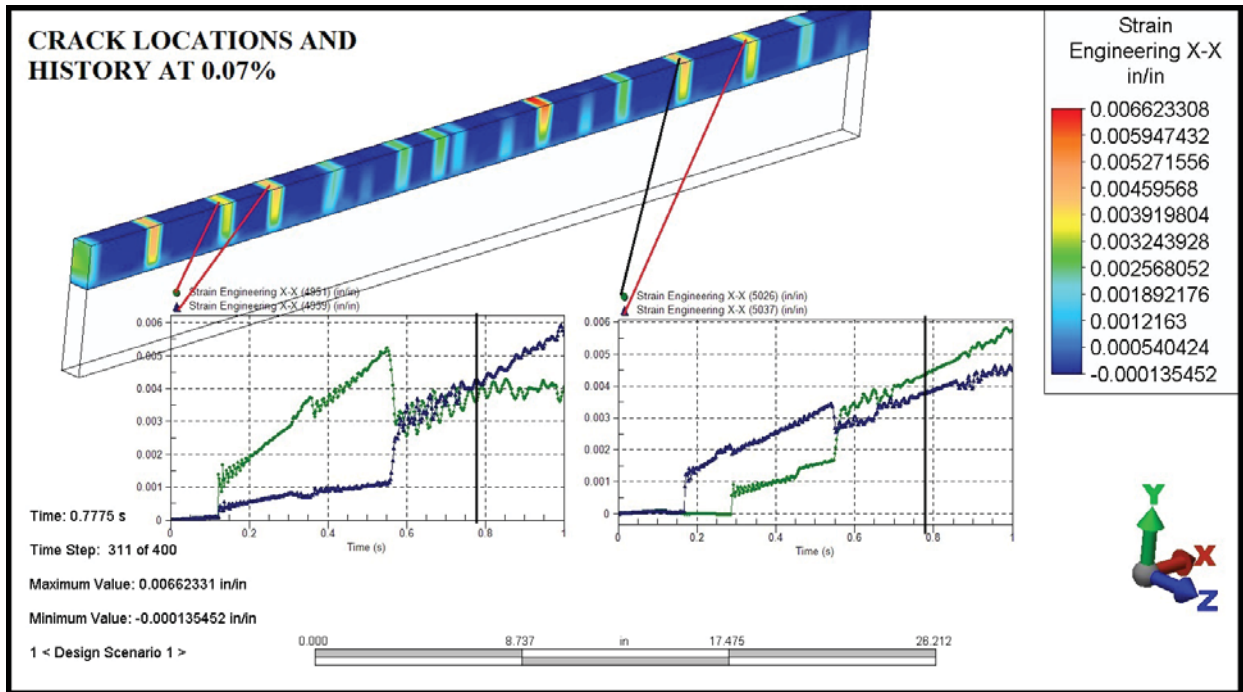 CRACK LOCATIONS AND
HISTORY AT 0.07%
Strain
Engineering X-X
in/in
0.006623308
0.005947432
0.005271556
0.00459568
0.003919804
0.003243928
0.002568052
0.001892176
0.0012163
0.000540424
-0.000135452
Strain Engineering X-X (4951) (in/in)
Strain Engineering X-X (4959) (in/in)
0.006
0.005
0.004
0.003
0.002
0.001
0
0 0.2 0.4 0.6 0.8 1
Time (s)
Strain Engineering X-X (5026) (in/in)
Strain Engineering X-X (5037) (in/in)
0.006
0.005
0.004
0.003
0.002
0.001
0
0 0.2 0.4 0.6 0.8 1
Time (s)
Time: 0.7775 s
Time Step: 311 of 400
Maximum Value: 0.00662331 in/in
Minimum Value: -0.000135452 in/in
1 < Design Scenario 1 >
0.000 8.737 in 17.475 28.212
Y
X
Z